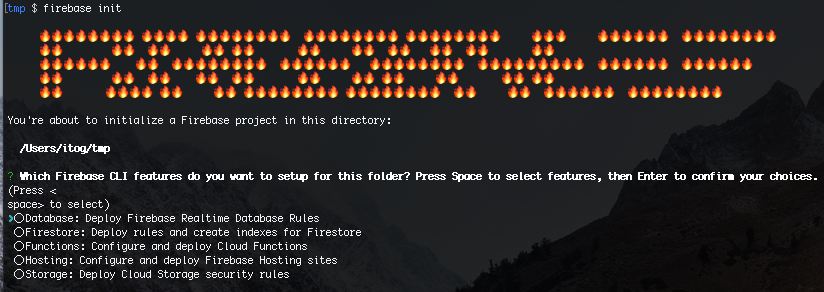 [tmp $ firebase init
You're about to initialize a Firebase project in this directory:
/Users/itog/tmp
? Which Firebase CLI features do you want to setup for this folder? Press Space to select features, then Enter to confirm your choices.
(Press <
space> to select)
❯◯Database: Deploy Firebase Realtime Database Rules
◯Firestore: Deploy rules and create indexes for Firestore
◯Functions: Configure and deploy Cloud Functions
◯Hosting: Configure and deploy Firebase Hosting sites
◯Storage: Deploy Cloud Storage security rules